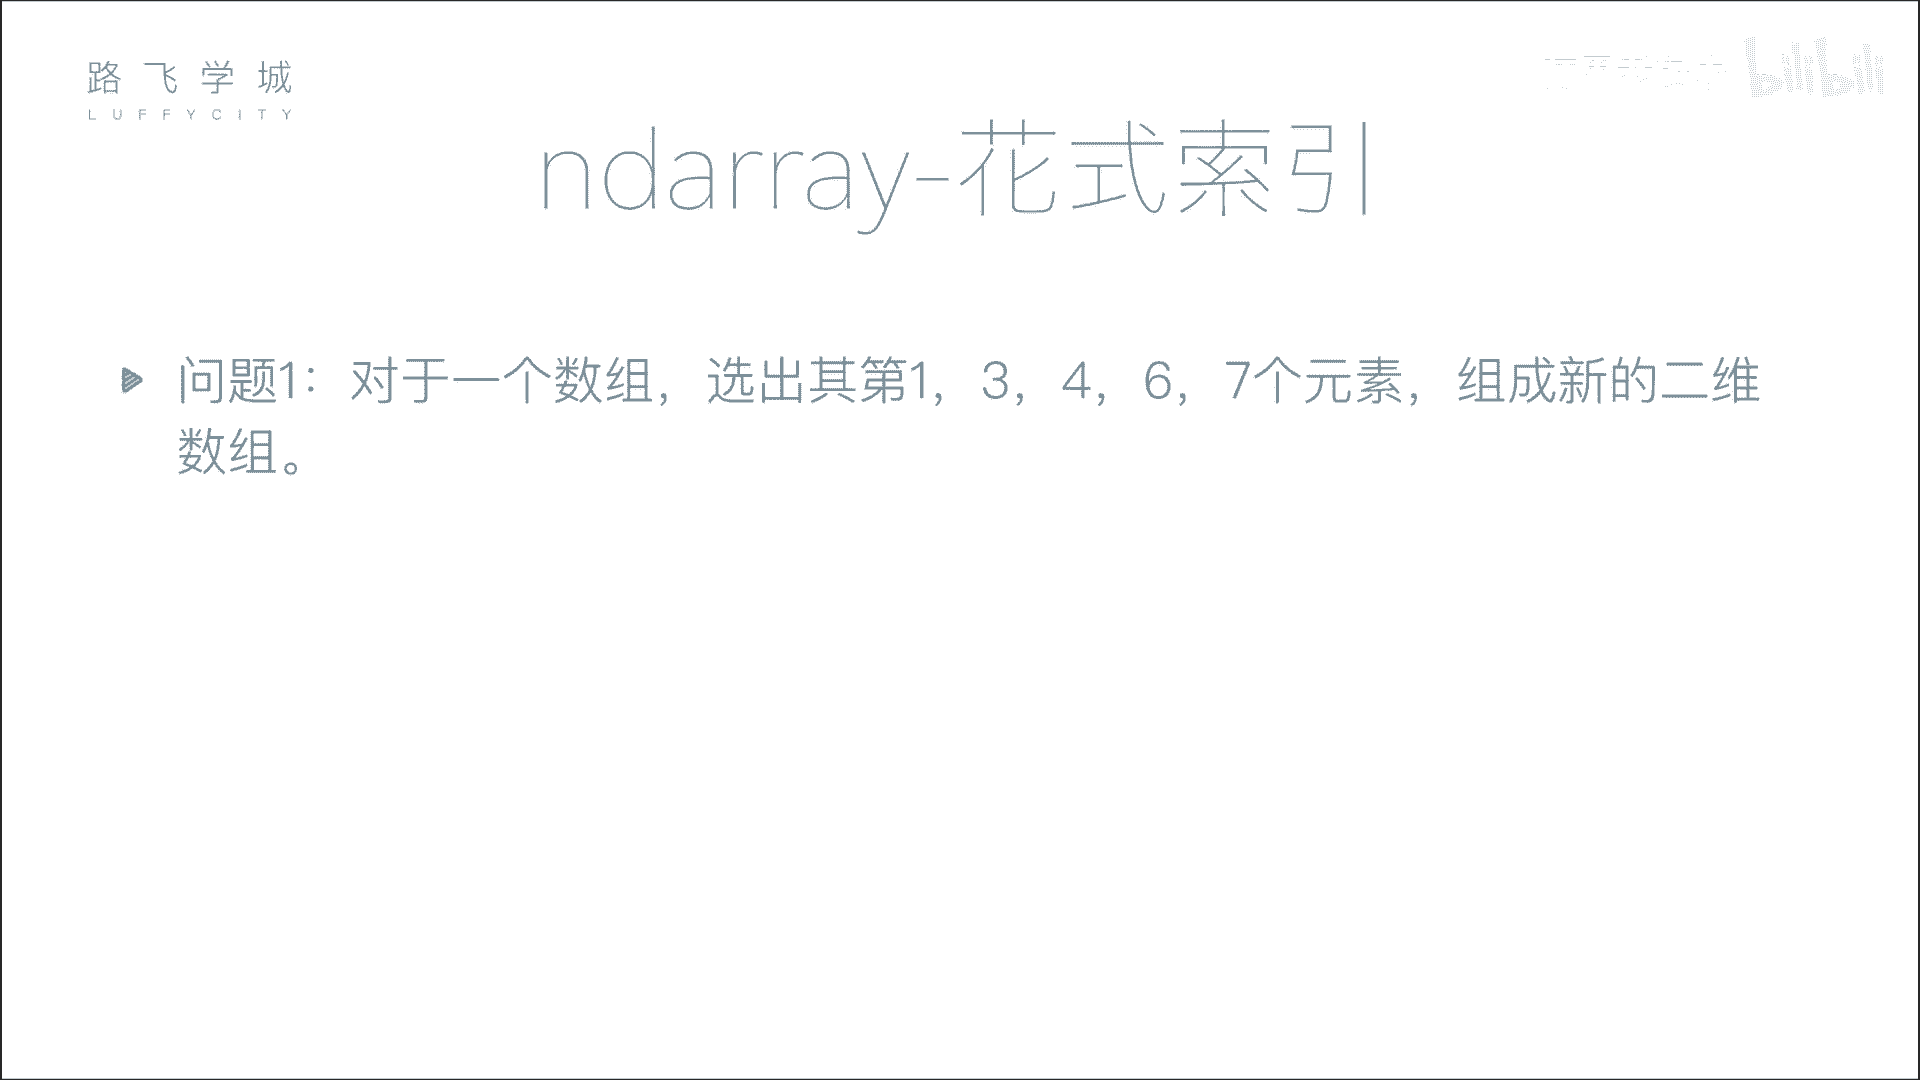 路飞学城
LUFFYCITY
bilibili
ndarray-花式索引
问题1：对于一个数组，选出其第1，3，4，6，7个元素，组成新的二维
数组。